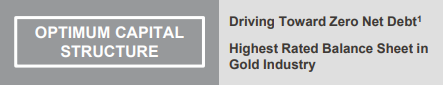 OPTIMUM CAPITAL
STRUCTURE
Driving Toward Zero Net Debt¹
Highest Rated Balance Sheet in
Gold Industry